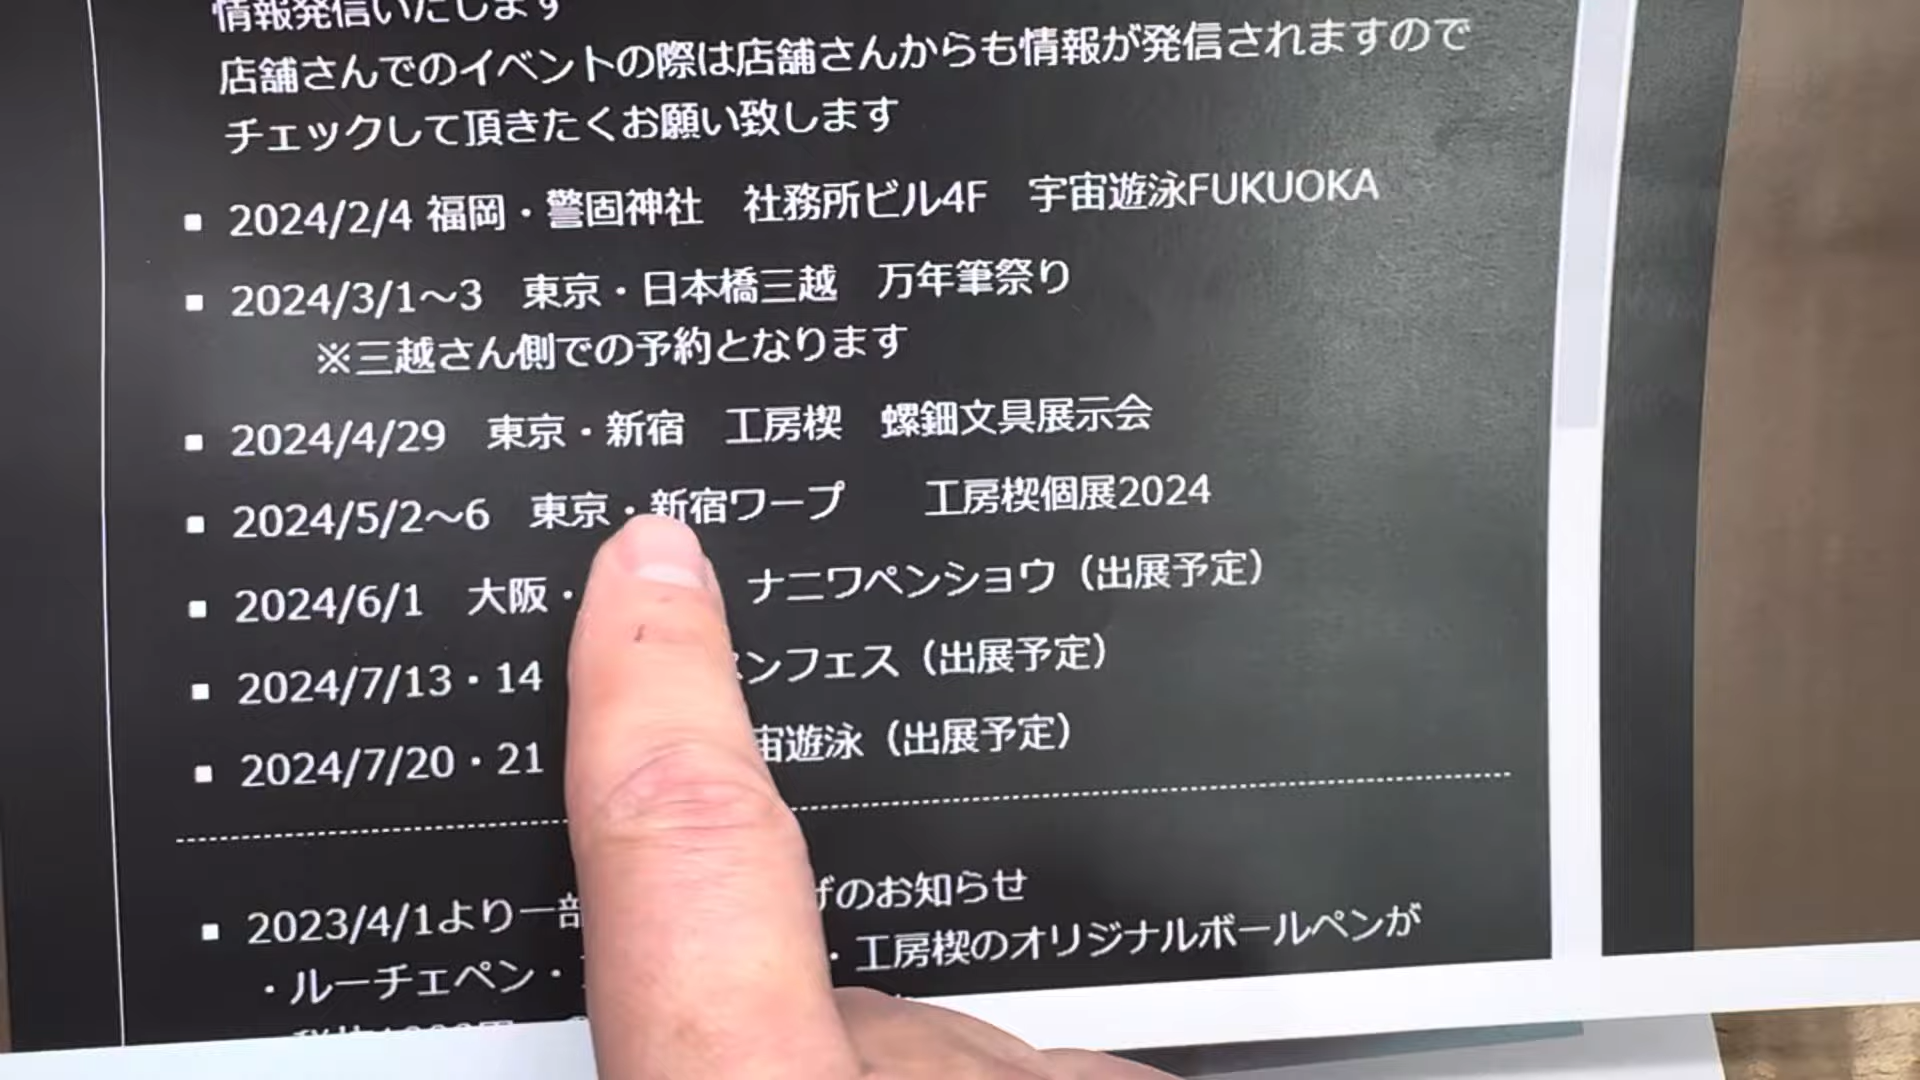 情報発信いたします
店舗さんでのイベントの際は店舗さんからも情報が発信されますので
チェックして頂きたくお願い致します
▪ 2024/2/4 福岡・警固神社　社務所ビル4F　宇宙遊泳FUKUOKA
▪ 2024/3/1～3　東京・日本橋三越　万年筆祭り
※三越さん側での予約となります
▪ 2024/4/29　東京・新宿　工房楔　螺鈿文具展示会
▪ 2024/5/2～6　東京・新宿ワープ　　工房楔個展2024
▪ 2024/6/1　大阪・　ナニワペンショウ（出展予定）
▪ 2024/7/13・14　ンフェス（出展予定）
▪ 2024/7/20・21　宙遊泳（出展予定）
▪ 2023/4/1より一部　げのお知らせ
・ルーチェペン・　・工房楔のオリジナルボールペンが